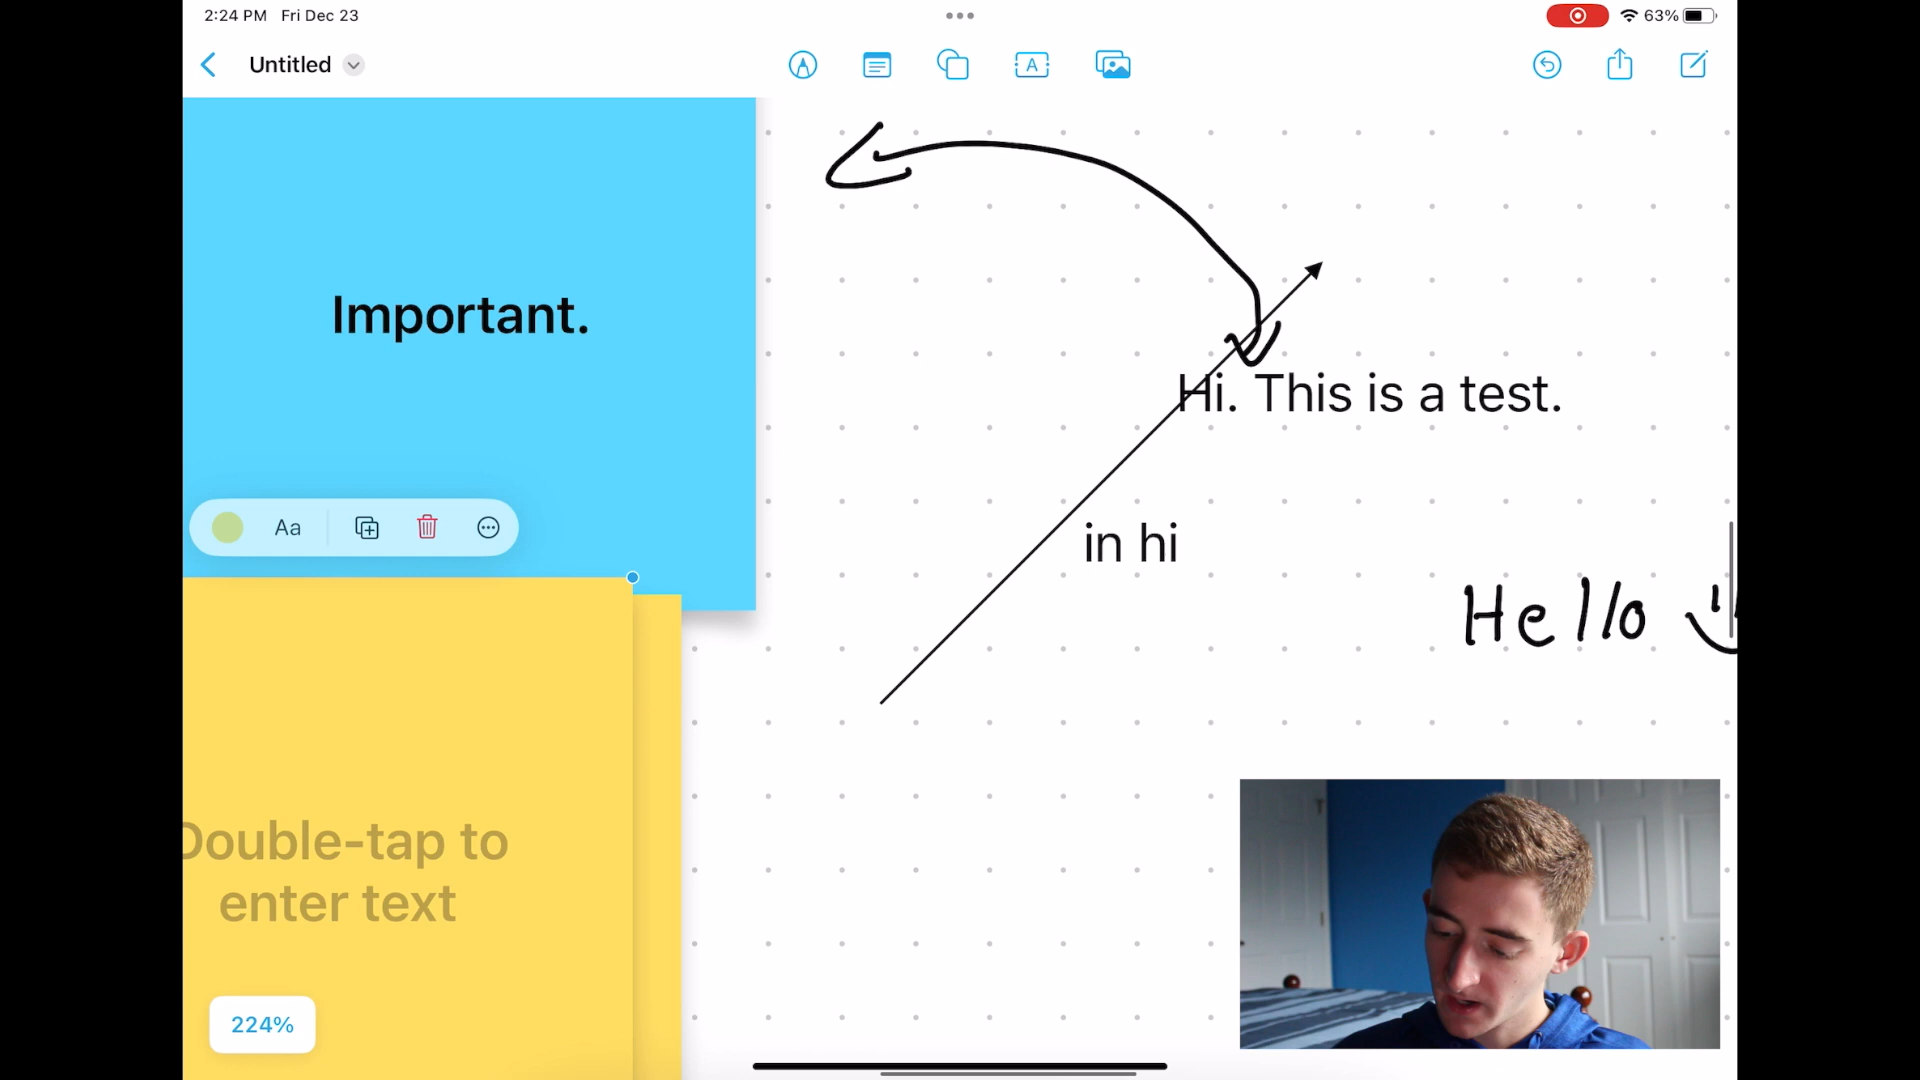 2:24 PM Fri Dec 23
63%
Untitled
A
Important.
Hi. This is a test.
Aa
in hi
Hello
Double-tap to
enter text
224%